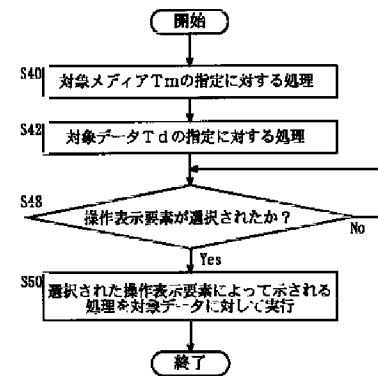 開始
S40
対象メディアTmの指定に対する処理
S42
対象データTdの指定に対する処理
S48
操作表示要素が選択されたか？
No
Yes
S50
選択された操作表示要素によって示される
処理を対象データに対して実行
終了